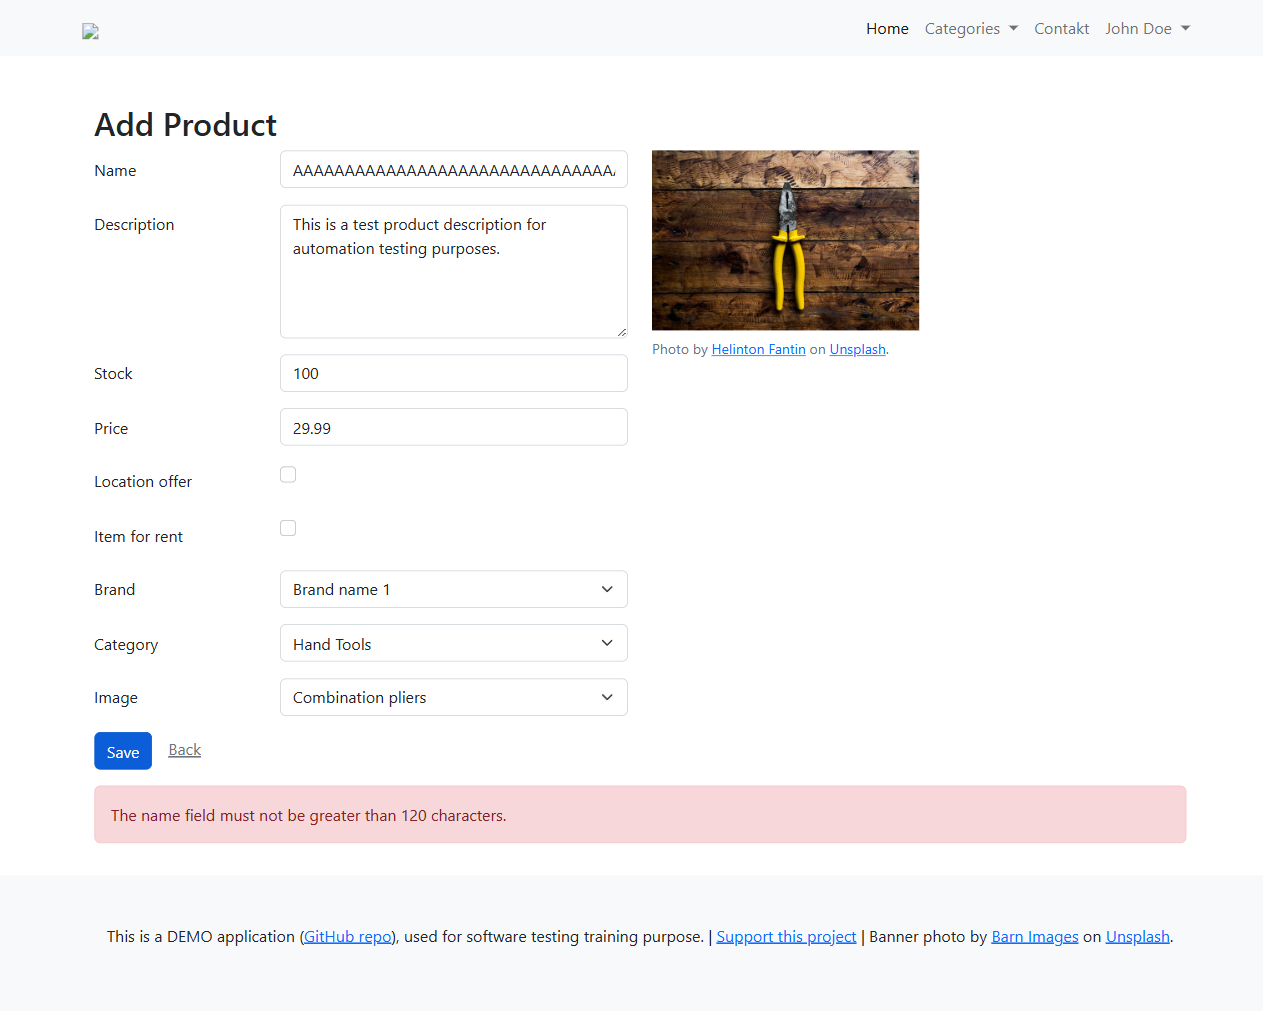 Home Categories Contakt John Doe
Add Product
Name
AAAAAAAAAAAAAAAAAAAAAAAAAAAAAAA
Description
This is a test product description for
automation testing purposes.
Photo by Helinton Fantin on Unsplash.
Stock
100
Price
29.99
Location offer
Item for rent
Brand
Brand name 1
Category
Hand Tools
Image
Combination pliers
Save Back
The name field must not be greater than 120 characters.
This is a DEMO application (GitHub repo), used for software testing training purpose. | Support this project | Banner photo by Barn Images on Unsplash.